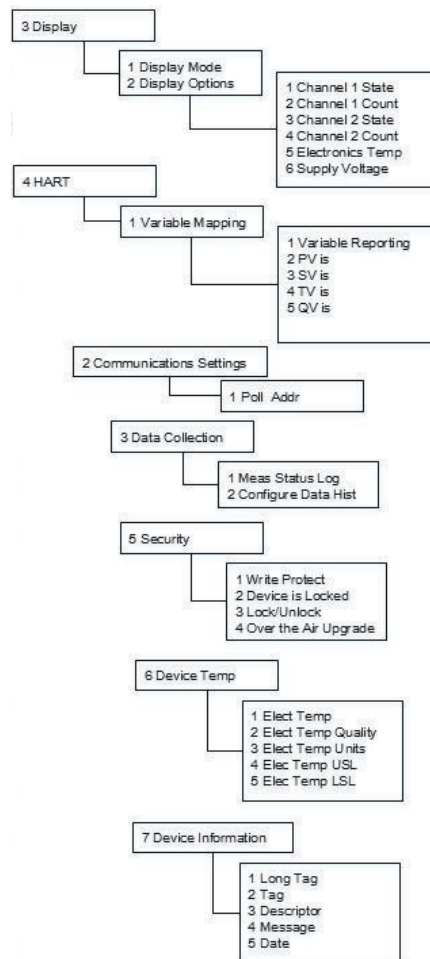 3 Display
1 Display Mode
2 Display Options
1 Channel 1 State
2 Channel 1 Count
3 Channel 2 State
4 Channel 2 Count
5 Electronics Temp
6 Supply Voltage
4 HART
1 Variable Mapping
1 Variable Reporting
2 PV is
3 SV is
4 TV is
5 QV is
2 Communications Settings
1 Poll Addr
3 Data Collection
1 Meas Status Log
2 Configure Data Hist
5 Security
1 Write Protect
2 Device is Locked
3 Lock/Unlock
4 Over the Air Upgrade
6 Device Temp
1 Elect Temp
2 Elect Temp Quality
3 Elect Temp Units
4 Elec Temp USL
5 Elec Temp LSL
7 Device Information
1 Long Tag
2 Tag
3 Descriptor
4 Message
5 Date